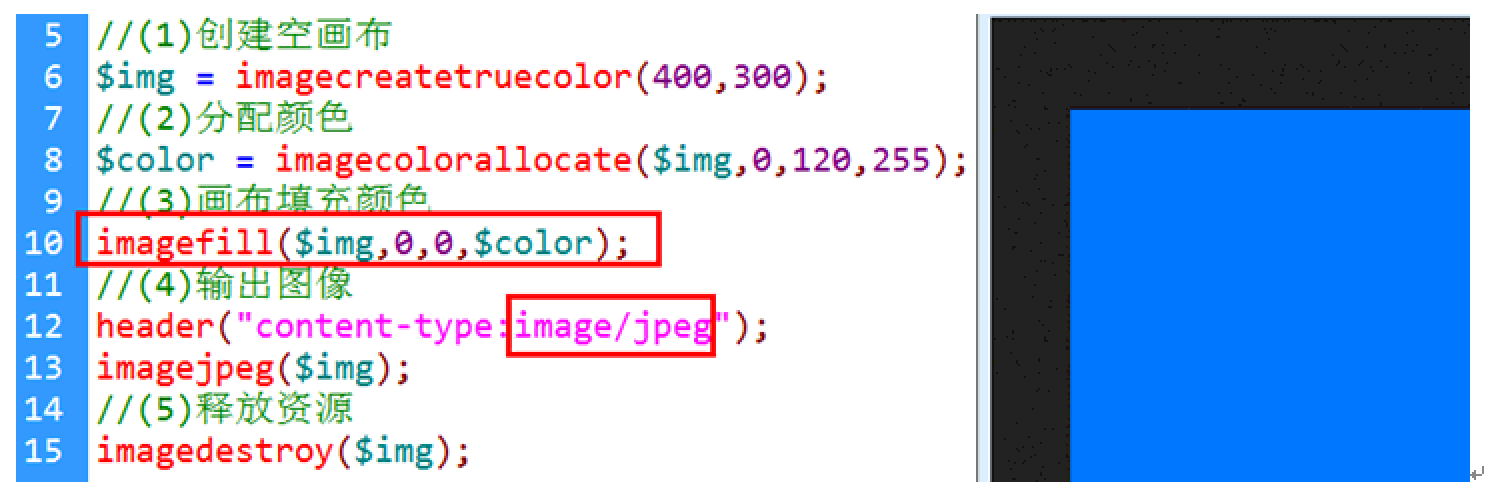 5 //(1)创建空画布
6 $img = imagecreatetruecolor(400,300);
7 //(2)分配颜色
8 $color = imagecolorallocate($img,0,120,255);
9 //(3)画布填充颜色
10 imagefill($img,0,0,$color);
11 //(4)输出图像
12 header("content-type:image/jpeg");
13 imagejpeg($img);
14 //(5)释放资源
15 imagedestroy($img);